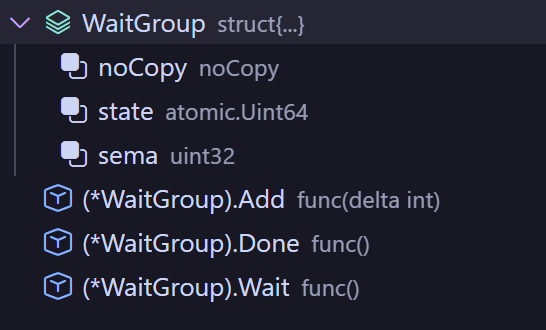 WaitGroup struct{...}
noCopy noCopy
state atomic.Uint64
sema uint32
(*WaitGroup).Add func(delta int)
(*WaitGroup).Done func()
(*WaitGroup).Wait func()